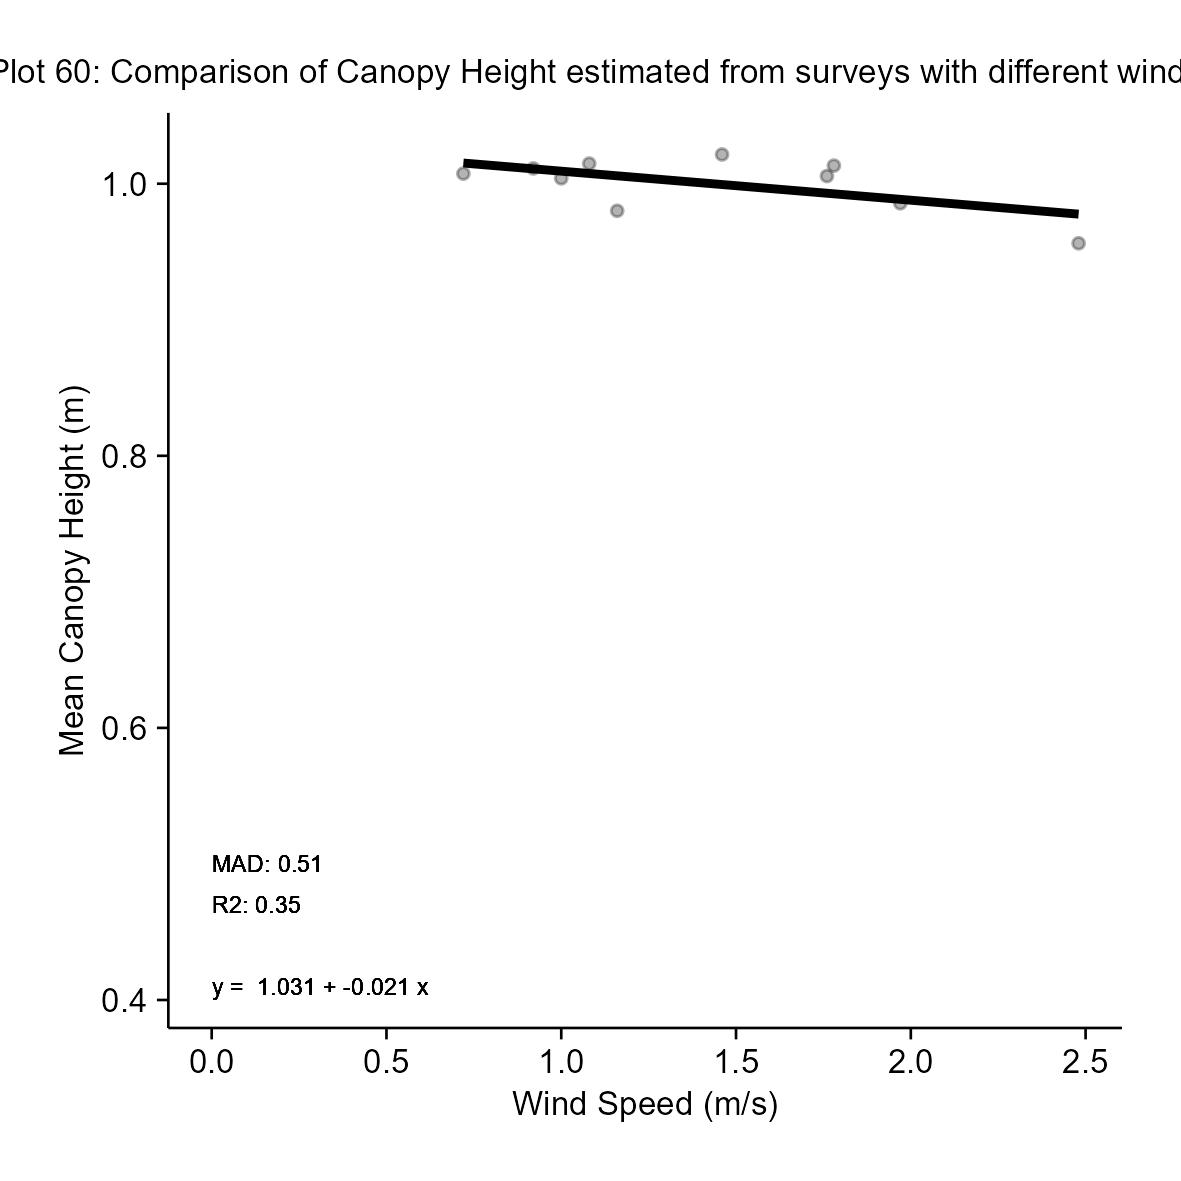 Plot 60: Comparison of Canopy Height estimated from surveys with different wind
1.0
0.8
0.6
0.4
Mean Canopy Height (m)
MAD: 0.51
R2: 0.35
y =  1.031 + -0.021 x
0.0 0.5 1.0 1.5 2.0 2.5
Wind Speed (m/s)